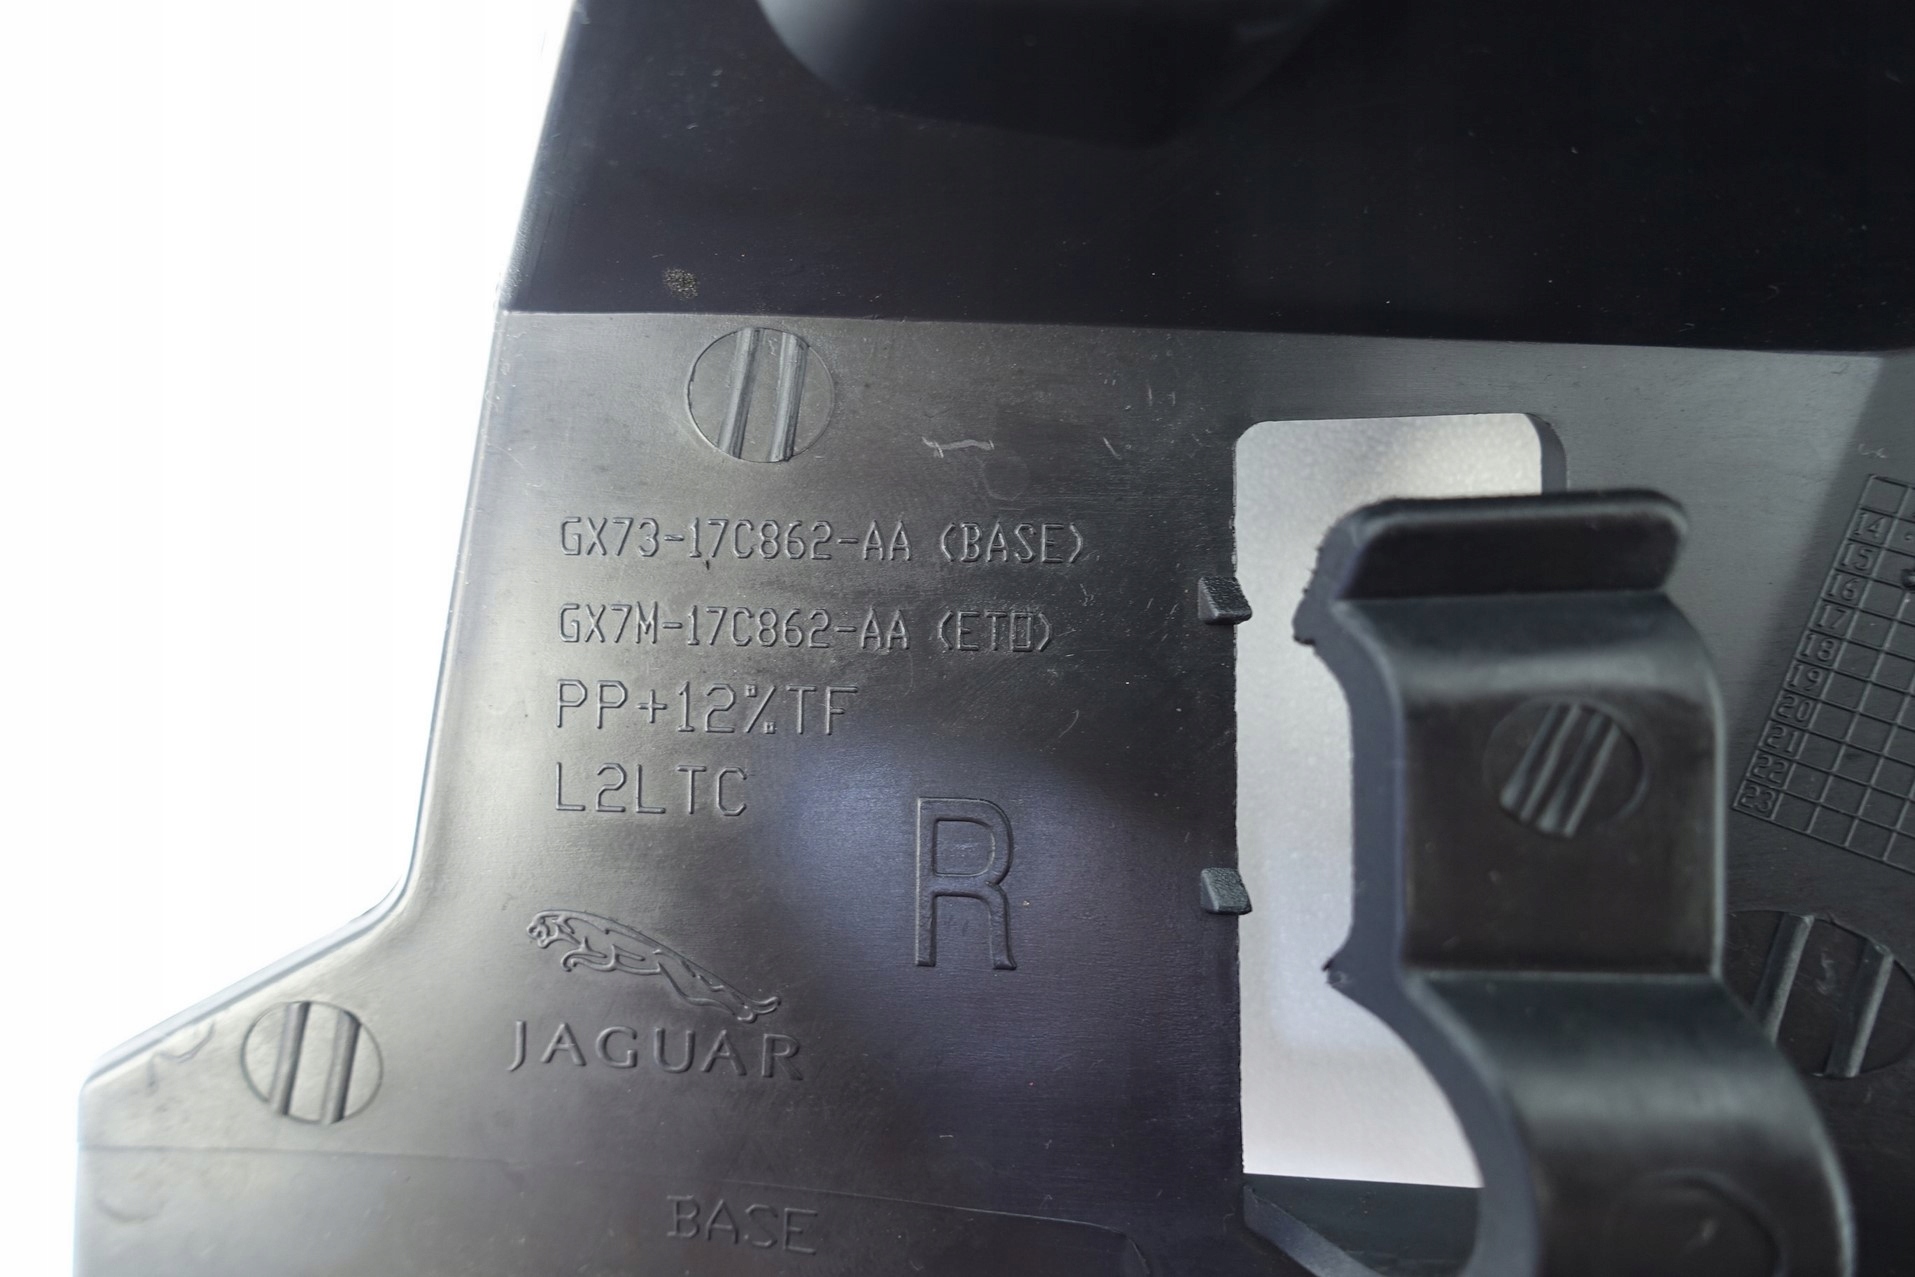 GX73-17C862-AA (BASE)
GX7M-17C862-AA (ETO)
PP+12%TF
L2LTC
R
JAGUAR
BASE
14
15
16
17
18
19
20
21
22
23